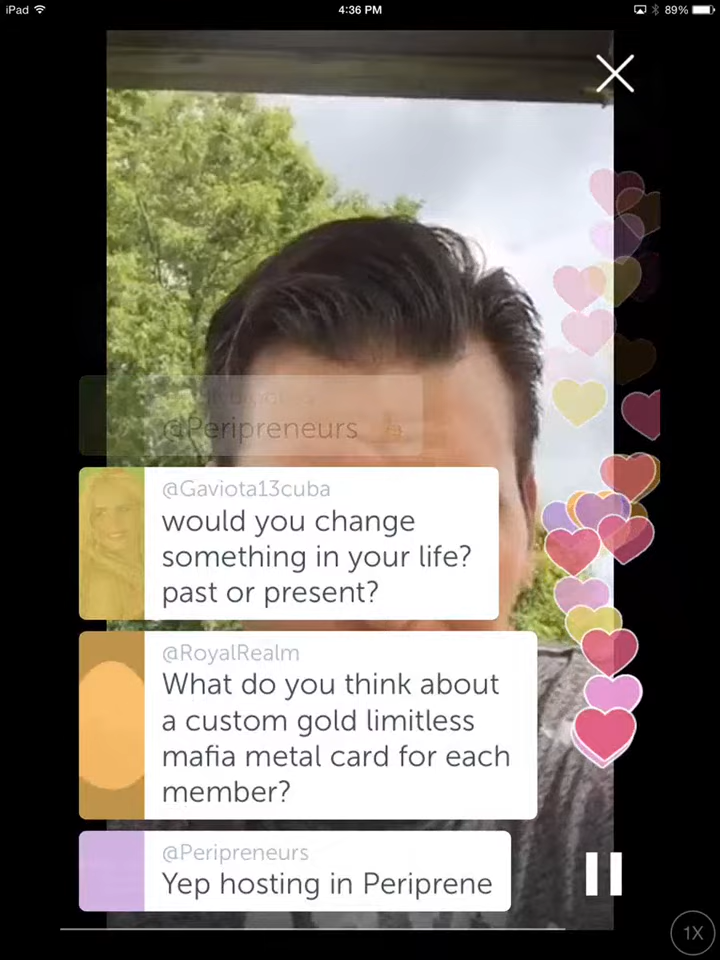 iPad
4:36 PM
89%
@Peripreneurs
@Gaviota13cuba
would you change
something in your life?
past or present?
@RoyalRealm
What do you think about
a custom gold limitless
mafia metal card for each
member?
@Peripreneurs
Yep hosting in Periprene
1X